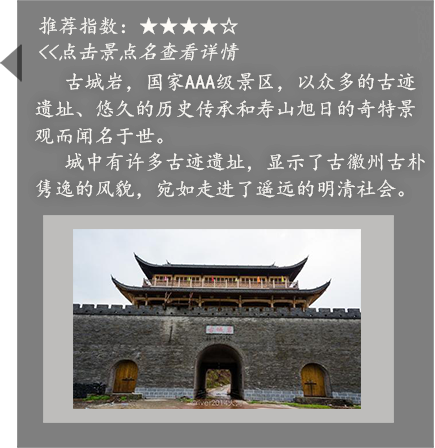 推荐指数：★★★★☆
<<点击景点名查看详情
古城岩，国家AAA级景区，以众多的古迹
遗址、悠久的历史传承和寿山旭日的奇特景
观而闻名于世。
城中有许多古迹遗址，显示了古徽州古朴
隽逸的风貌，宛如走进了遥远的明清社会。